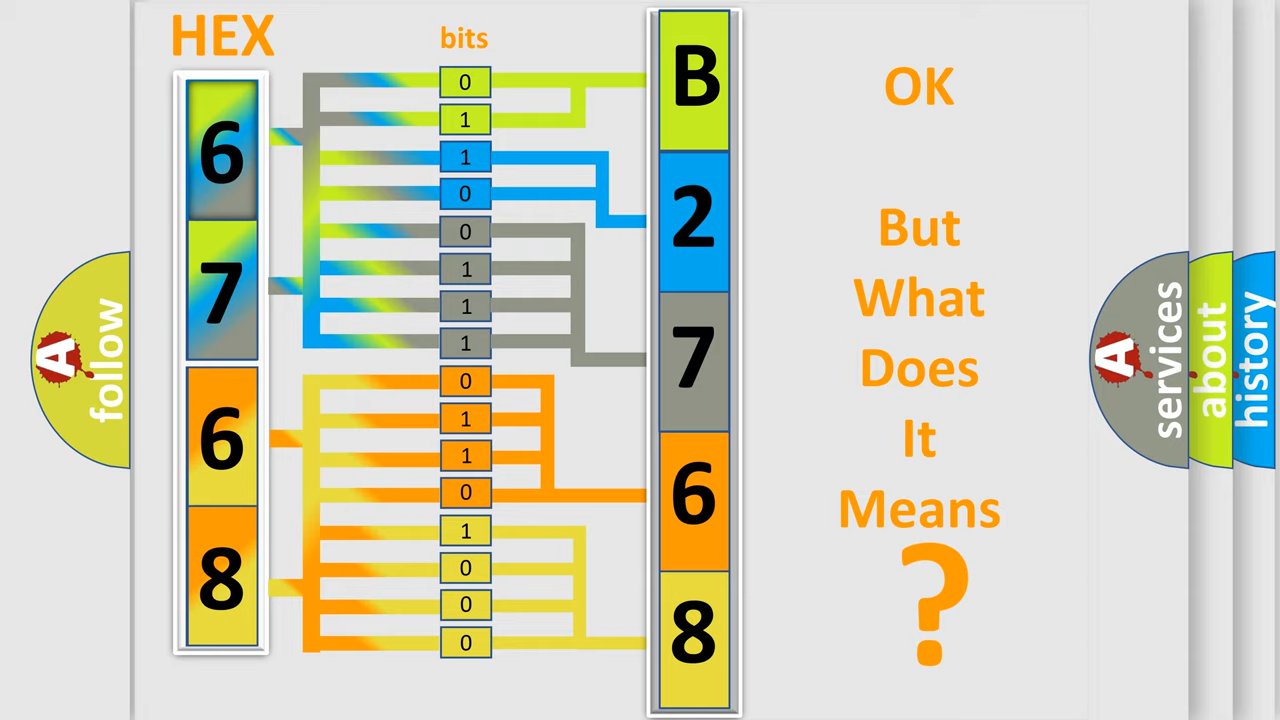 HEX
bits
6
7
6
8
0
1
1
0
0
1
1
1
0
1
1
0
1
0
0
0
B
2
7
6
8
OK
But
What
Does
It
Means
?
A
follow
A
services
about
history